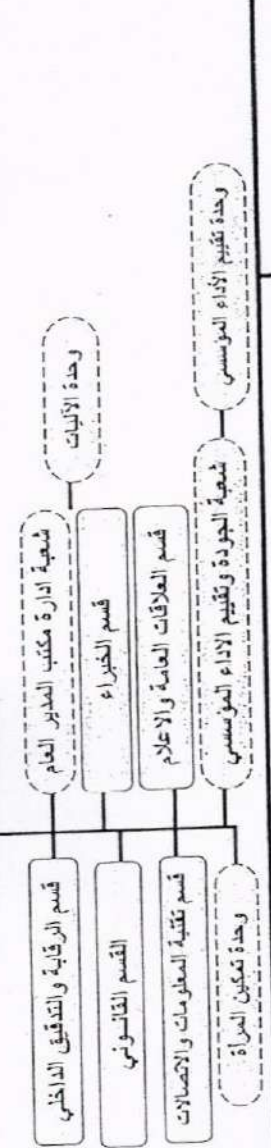 شعبة ادارة مكتب المدير العام
وحدة الآليات
قسم الرقابة والتدقيق الداخلي
قسم الخبراء
القسم القانوني
قسم العلاقات العامة والاعلام
قسم تقنية المعلومات والاتصالات
شعبة الجودة وتقييم الاداء المؤسسي
وحدة تقييم الأداء المؤسسي
وحدة تمكين المرأة